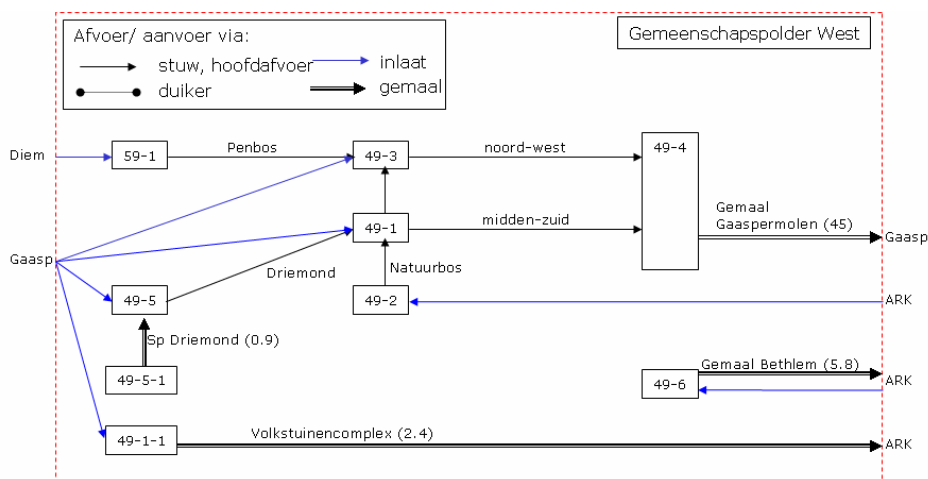 Afvoer/ aanvoer via:
stuw, hoofdafvoer
inlaat
duiker
gemaal
Gemeenschapspolder West
Diem
59-1
Penbos
49-3
noord-west
49-4
49-1
midden-zuid
Gemaal
Gaaspermolen (45)
Gaasp
Gaasp
Driemond
Natuurbos
49-5
49-2
ARK
Sp Driemond (0.9)
49-5-1
Gemaal Bethlem (5.8)
49-6
ARK
49-1-1
Volkstuinencomplex (2.4)
ARK